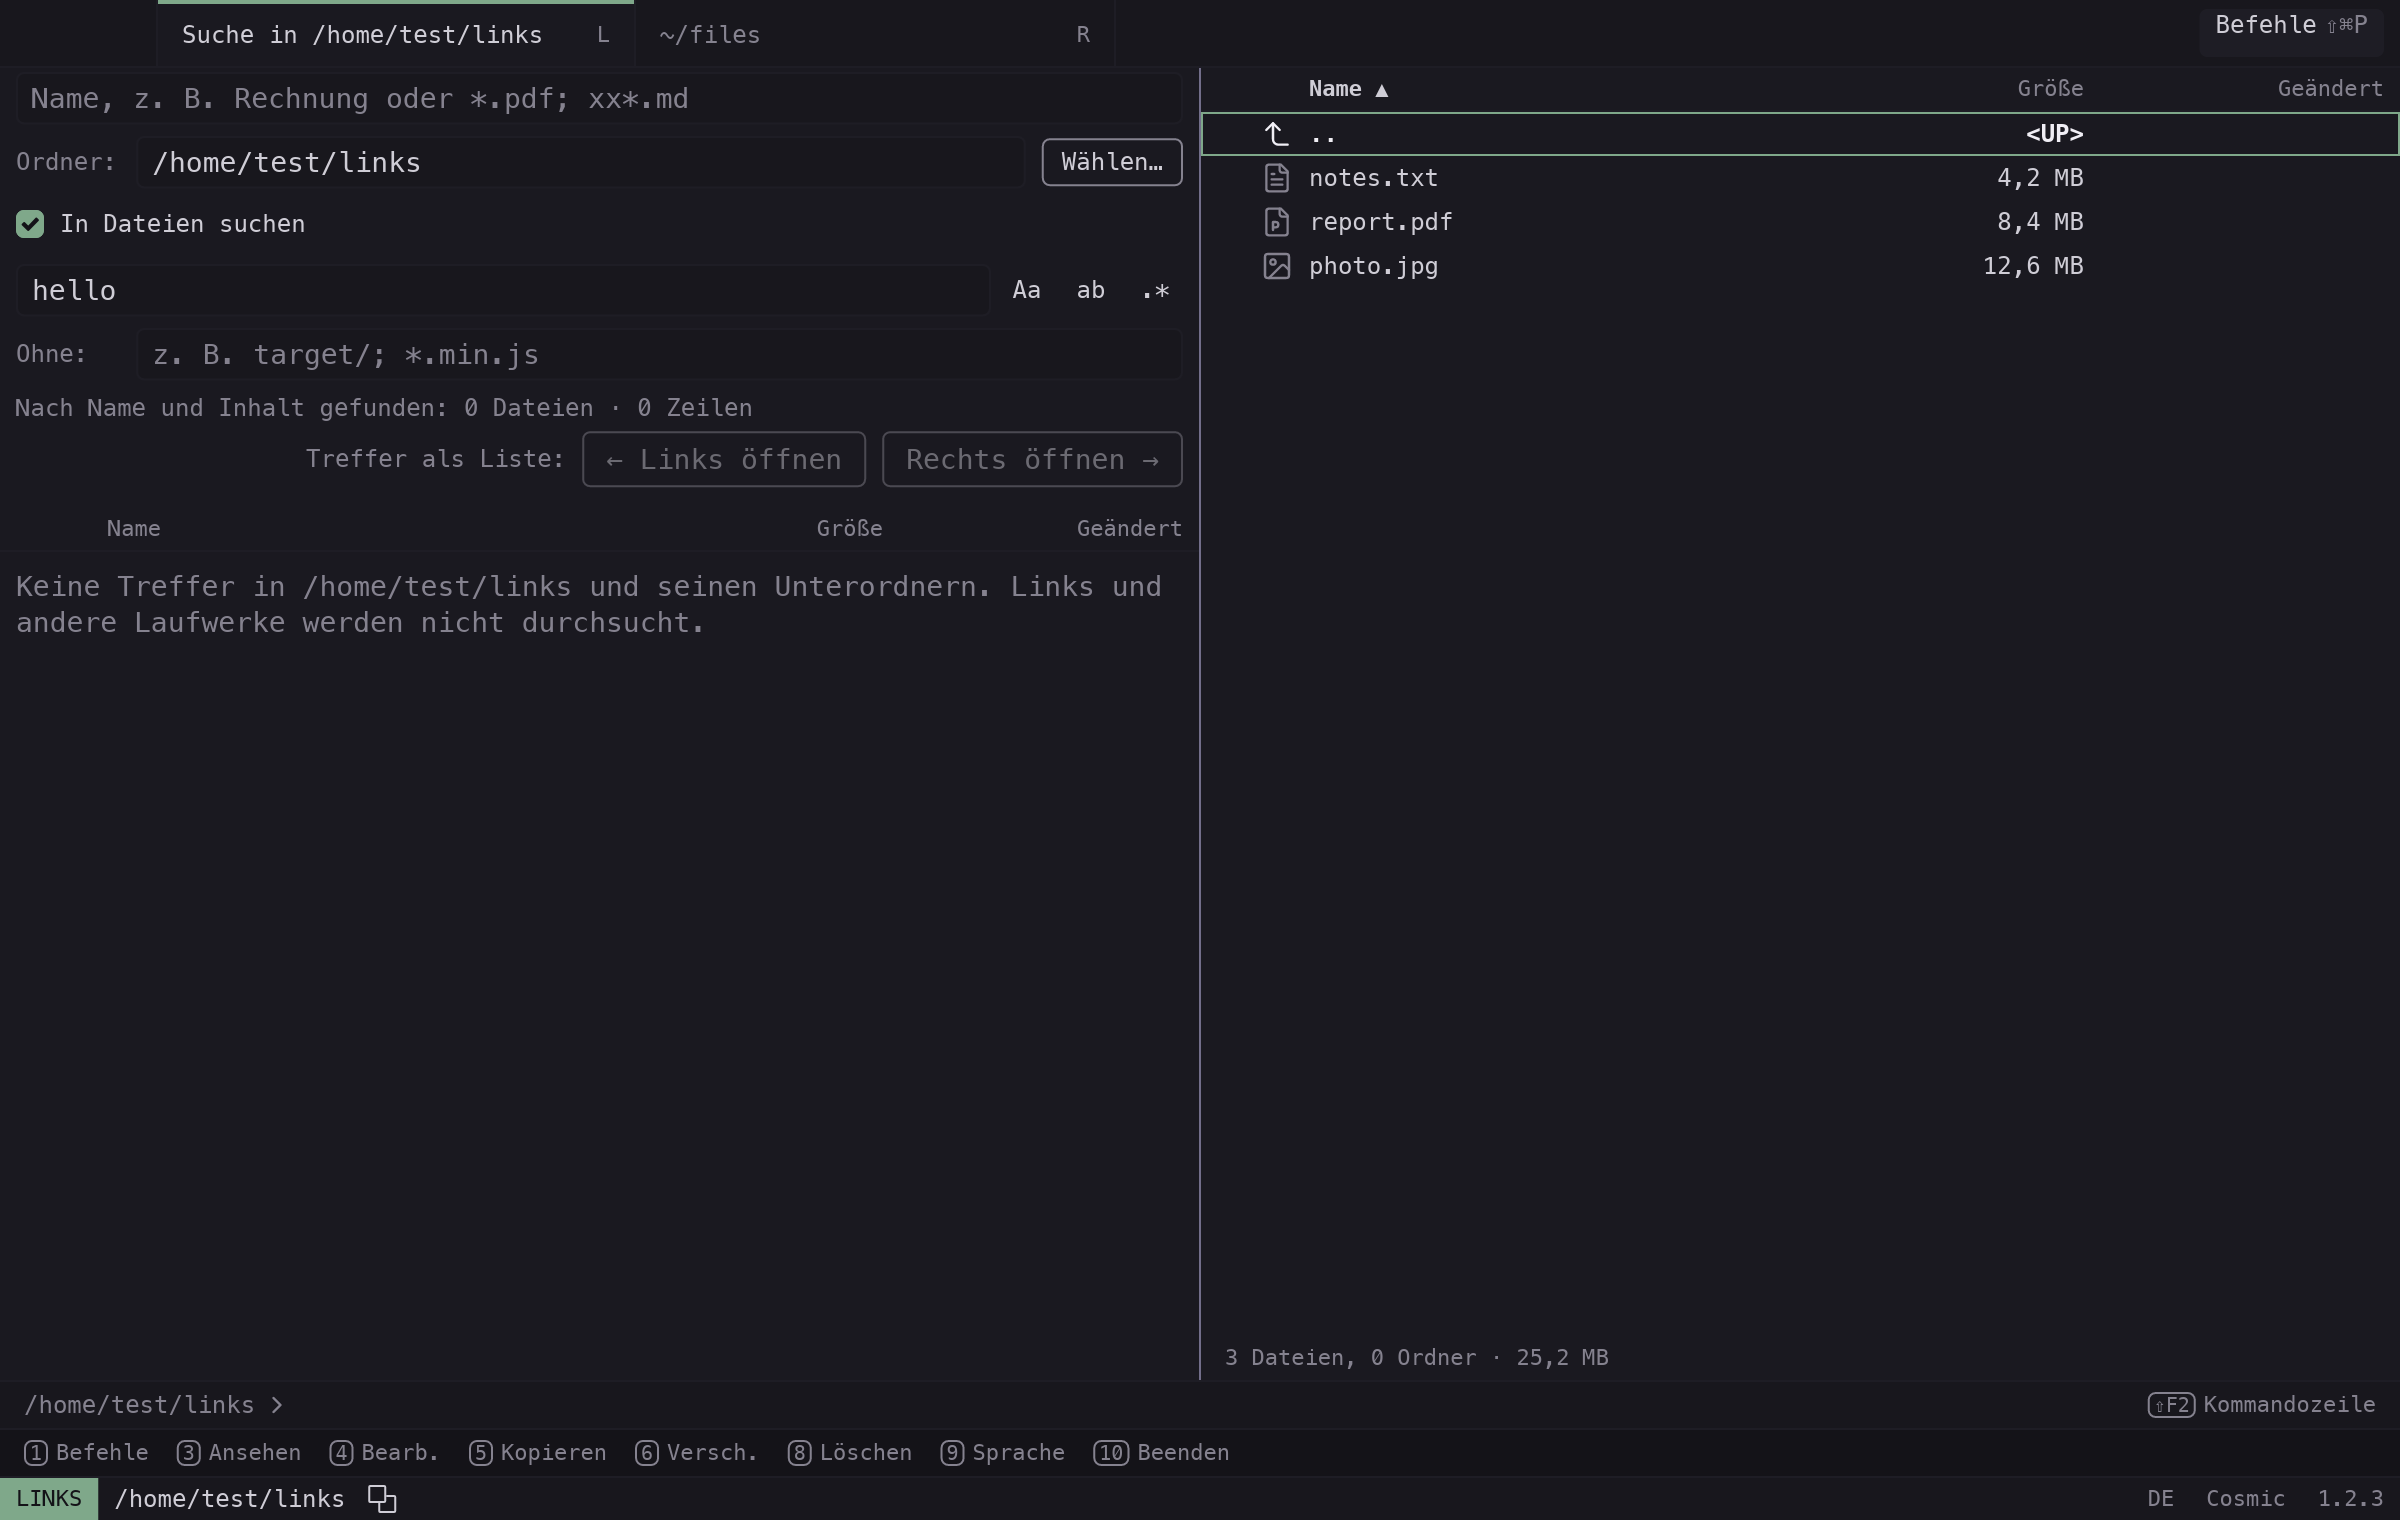 Suche in /home/test/links L ~/files R Befehle ⇧⌘P
Name, z. B. Rechnung oder *.pdf; xx*.md
Ordner: /home/test/links Wählen…
In Dateien suchen
hello Aa ab .*
Ohne: z. B. target/; *.min.js
Nach Name und Inhalt gefunden: 0 Dateien · 0 Zeilen
Treffer als Liste: ← Links öffnen Rechts öffnen →
Name Größe Geändert
Keine Treffer in /home/test/links und seinen Unterordnern. Links und
andere Laufwerke werden nicht durchsucht.
Name ▲ Größe Geändert
.. <UP>
notes.txt 4,2 MB
report.pdf 8,4 MB
photo.jpg 12,6 MB
3 Dateien, 0 Ordner · 25,2 MB
/home/test/links > ⇧F2 Kommandozeile
1 Befehle 3 Ansehen 4 Bearb. 5 Kopieren 6 Versch. 8 Löschen 9 Sprache 10 Beenden
LINKS /home/test/links DE Cosmic 1.2.3